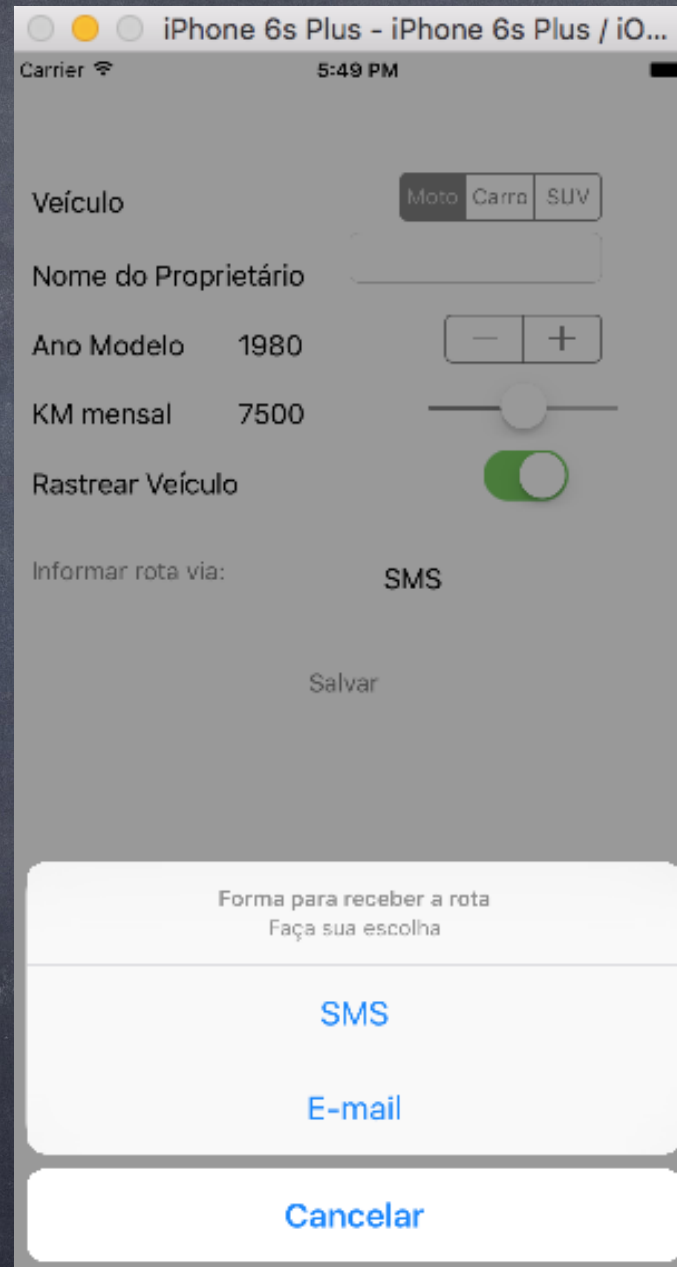 iPhone 6s Plus - iPhone 6s Plus / iO...
Carrier 5:49 PM
Veículo Moto Carro SUV
Nome do Proprietário
Ano Modelo 1980 − +
KM mensal 7500
Rastrear Veículo
Informar rota via: SMS
Salvar
Forma para receber a rota
Faça sua escolha
SMS
E-mail
Cancelar